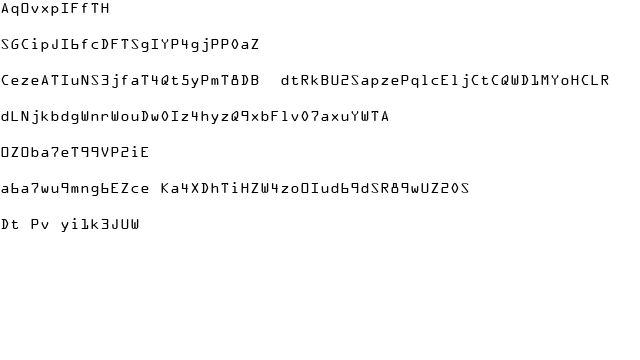 AqOvxpIFfTH
SGCipJI6fcDFTSgIYP4gjPP0aZ
CezeATIuNS3jfaT4Qt5yPmT8DB  dtRkBU2SapzePqlcEljCtCQWD1MYoHCLR
dLNjkbdgWnrWouDw0Iz4hyzQ9xbFlv07axuYWTA
OZOba7eT99VP2iE
a6a7wu9mng6EZce Ka4XDhTiHZW4zoOIud69dSR89wUZ20S
Dt Pv yi1k3JUW